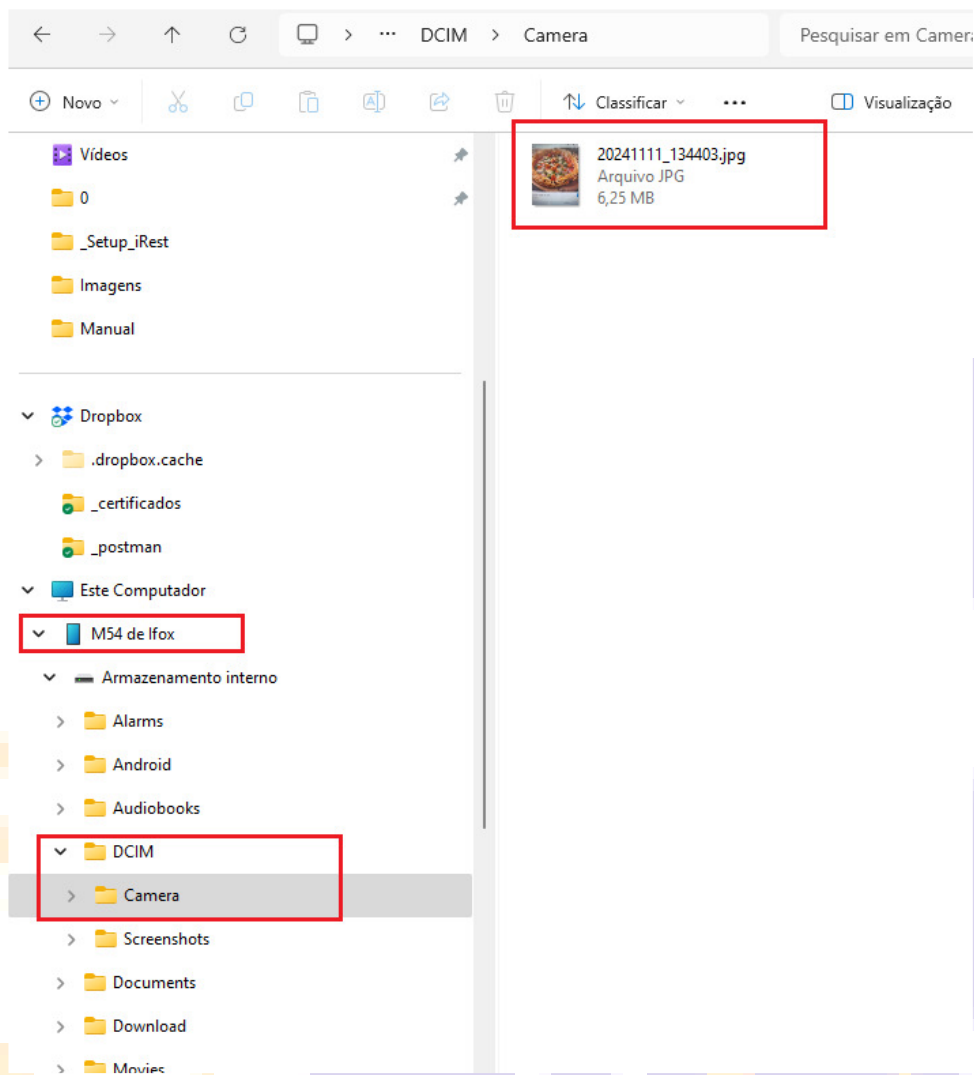 DCIM > Camera
Pesquisar em Camera
Novo
Classificar
Visualização
Vídeos
0
_Setup_iRest
Imagens
Manual
Dropbox
.dropbox.cache
_certificados
_postman
Este Computador
M54 de Ifox
Armazenamento interno
Alarms
Android
Audiobooks
DCIM
Camera
Screenshots
Documents
Download
Movies
20241111_134403.jpg
Arquivo JPG
6,25 MB